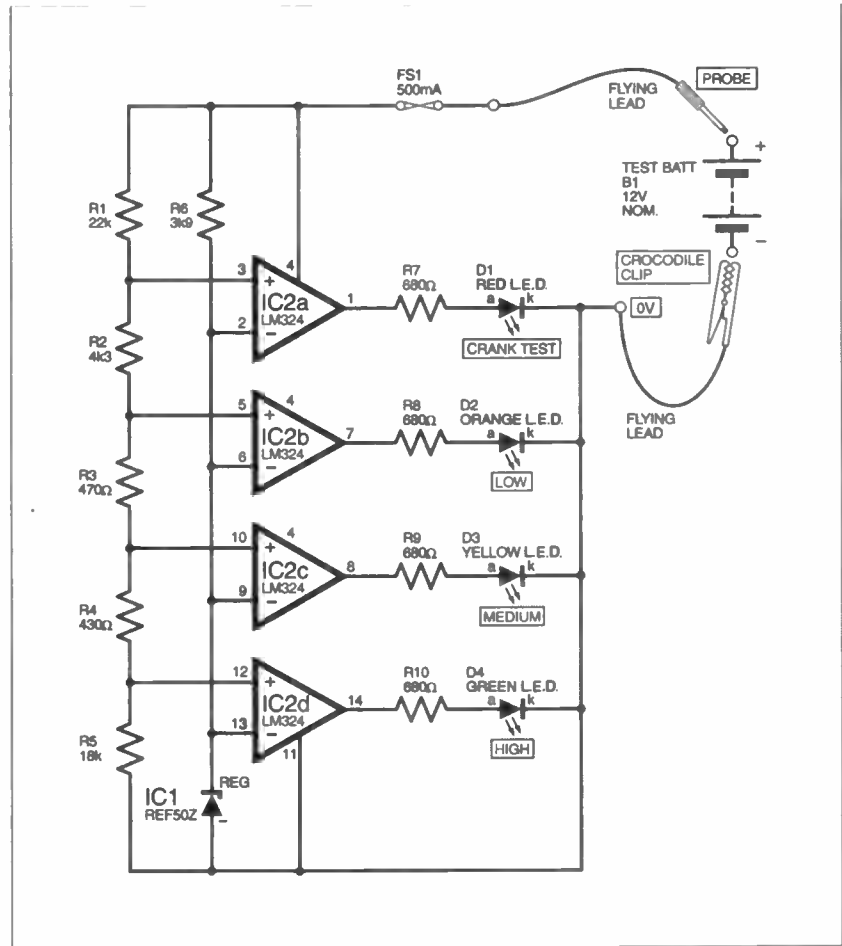 FS1
500mA
PROBE
FLYING
LEAD
+
TEST BATT
B1
12V
NOM.
−
CROCODILE
CLIP
R1
22k
R6
3k9
3
+
4
IC2a
LM324
2
−
1
R7
680Ω
D1
RED L.E.D.
a
k
CRANK TEST
0V
FLYING
LEAD
R2
4k3
5
+
4
IC2b
LM324
6
−
7
R8
680Ω
D2
ORANGE L.E.D.
a
k
LOW
R3
470Ω
10
+
4
IC2c
LM324
9
−
8
R9
680Ω
D3
YELLOW L.E.D.
a
k
MEDIUM
R4
430Ω
12
+
IC2d
LM324
13
−
11
14
R10
680Ω
D4
GREEN L.E.D.
a
k
HIGH
R5
18k
IC1
REF50Z
REG
−